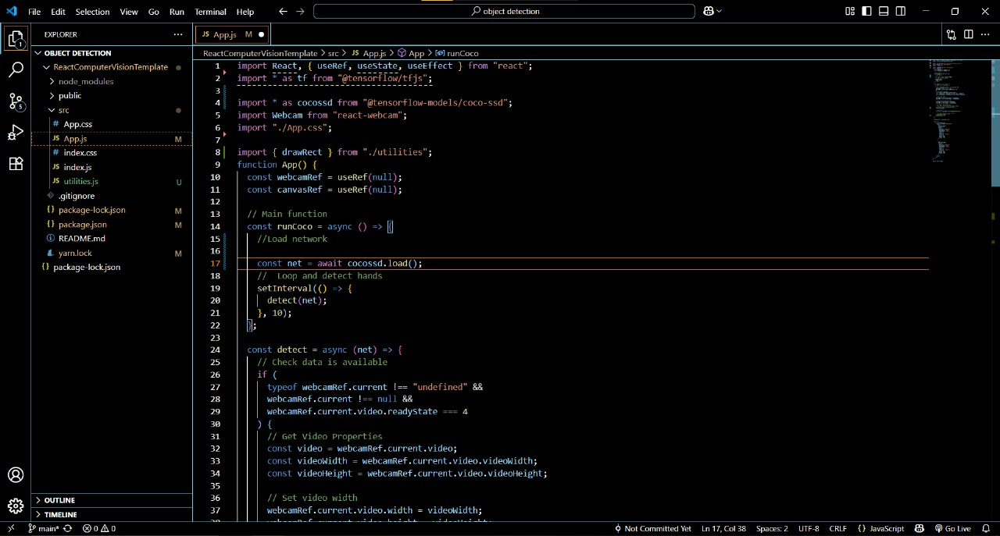 File Edit Selection View Go Run Terminal Help
object detection
EXPLORER
OBJECT DETECTION
ReactComputerVisionTemplate
node_modules
public
src
# App.css
JS App.js M
# index.css
JS index.js
JS utilities.js U
.gitignore
{} package-lock.json M
{} package.json M
README.md
yarn.lock M
{} package-lock.json
OUTLINE
TIMELINE
JS App.js M
ReactComputerVisionTemplate > src > JS App.js > App > runCoco
1 import React, { useRef, useState, useEffect } from "react";
2 import * as tf from "@tensorflow/tfjs";
3
4 import * as cocossd from "@tensorflow-models/coco-ssd";
5 import Webcam from "react-webcam";
6 import "./App.css";
7
8 import { drawRect } from "./utilities";
9 function App() {
10 const webcamRef = useRef(null);
11 const canvasRef = useRef(null);
12
13 // Main function
14 const runCoco = async () => {
15 //Load network
16
17 const net = await cocossd.load();
18 //  Loop and detect hands
19 setInterval(() => {
20 detect(net);
21 }, 10);
22 };
23
24 const detect = async (net) => {
25 // Check data is available
26 if (
27 typeof webcamRef.current !== "undefined" &&
28 webcamRef.current !== null &&
29 webcamRef.current.video.readyState === 4
30 ) {
31 // Get Video Properties
32 const video = webcamRef.current.video;
33 const videoWidth = webcamRef.current.video.videoWidth;
34 const videoHeight = webcamRef.current.video.videoHeight;
35
36 // Set video width
37 webcamRef.current.video.width = videoWidth;
38 webcamRef.current.video.height = videoHeight;
main* 0 0 Not Committed Yet Ln 17, Col 38 Spaces: 2 UTF-8 CRLF {} JavaScript Go Live